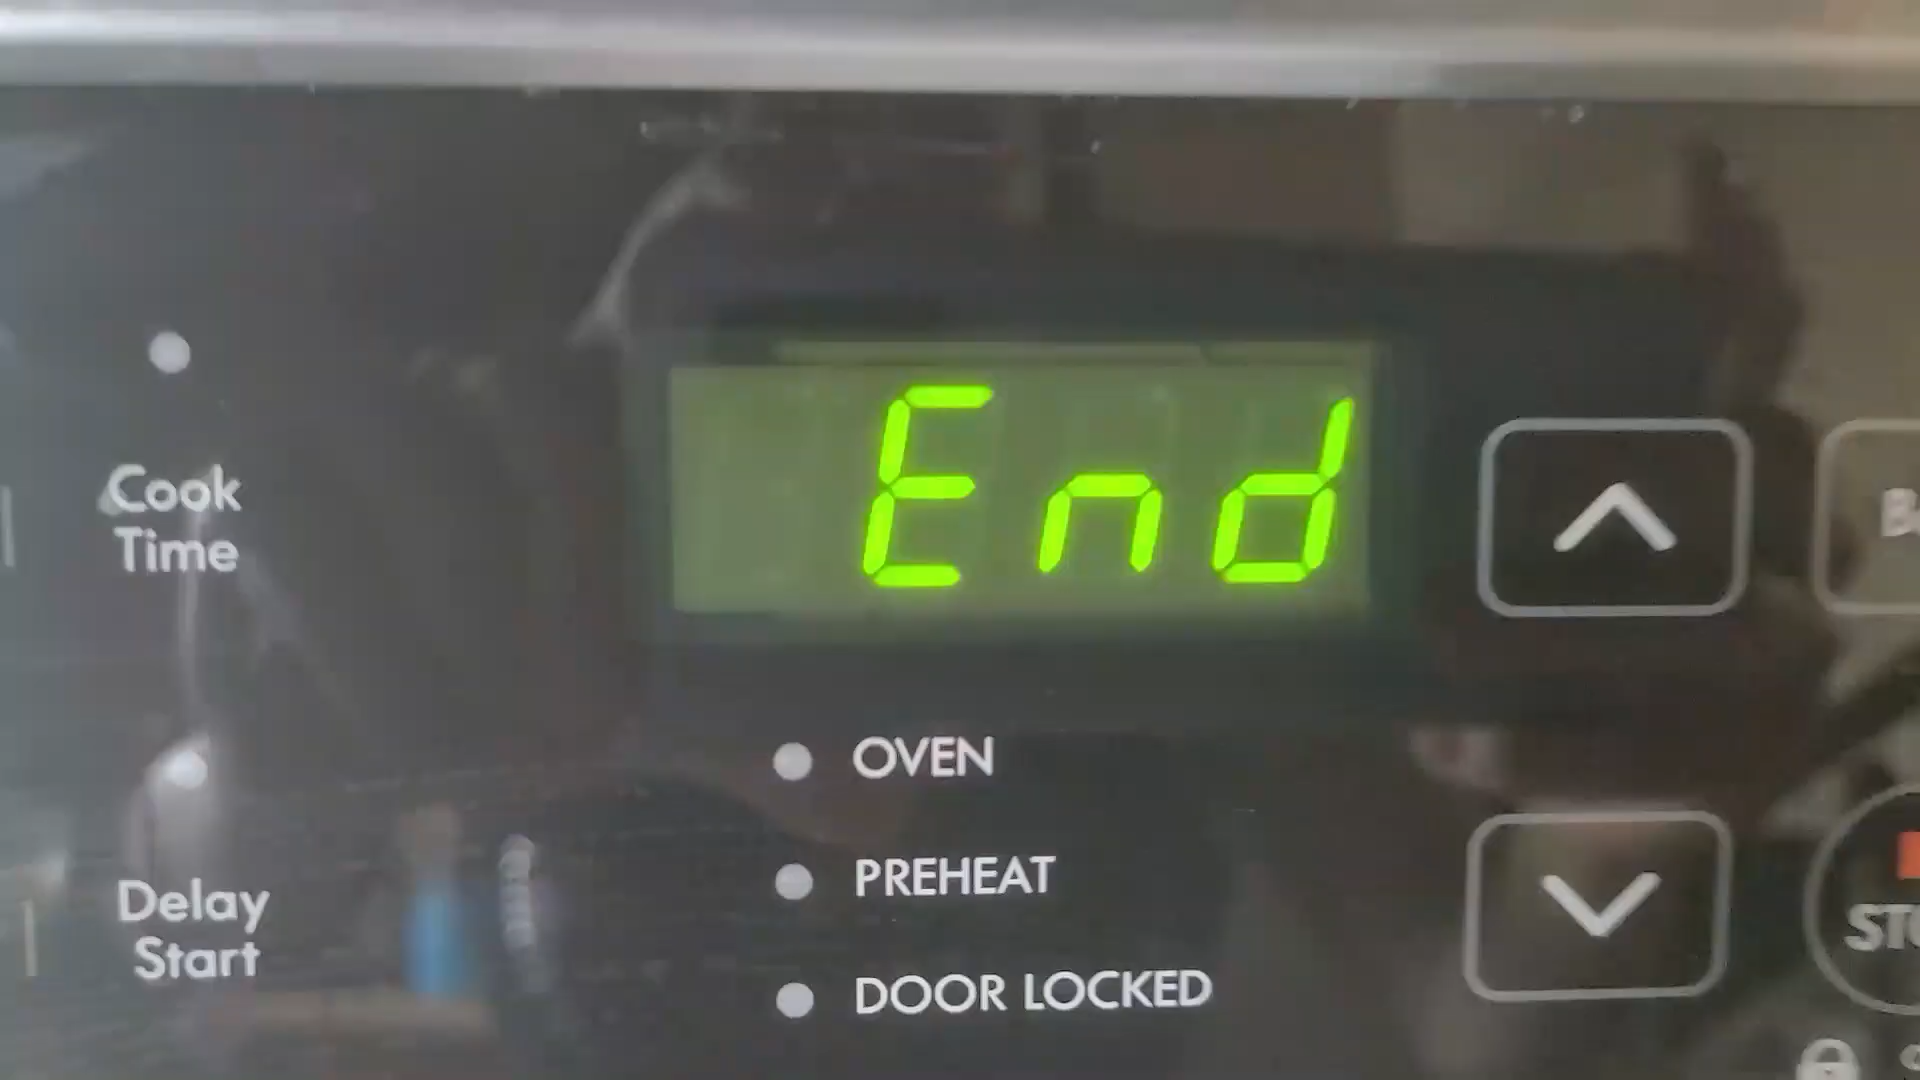 Cook
Time
End
OVEN
PREHEAT
DOOR LOCKED
Delay
Start